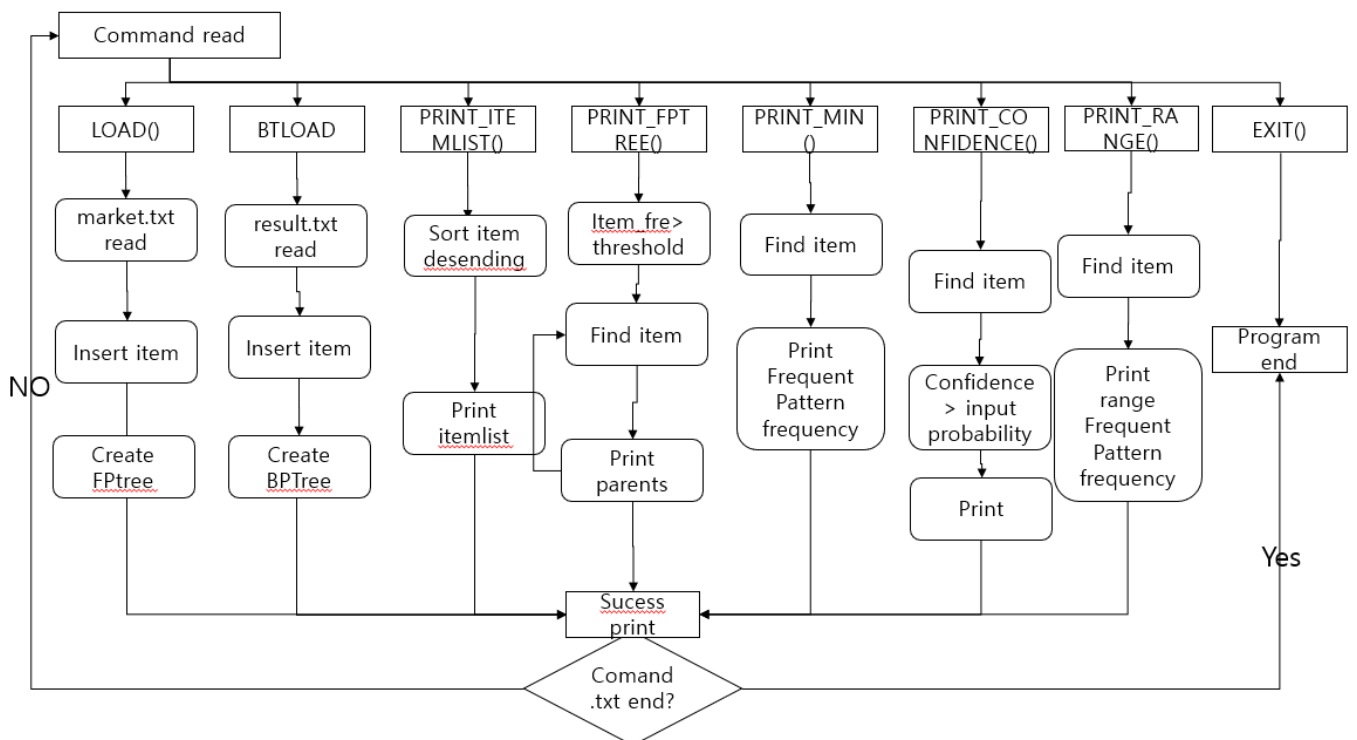 Command read
LOAD()
BTLOAD
PRINT_ITE
MLIST()
PRINT_FPT
REE()
PRINT_MIN
()
PRINT_CO
NFIDENCE()
PRINT_RA
NGE()
EXIT()
market.txt
read
result.txt
read
Sort item
desending
Item_fre>
threshold
Find item
Find item
Find item
Insert item
Insert item
Find item
Print
Frequent
Pattern
frequency
Confidence
> input
probability
Print
range
Frequent
Pattern
frequency
Program
end
NO
Print
itemlist
Create
FPtree
Create
BPTree
Print
parents
Print
Yes
Sucess
print
Comand
.txt end?